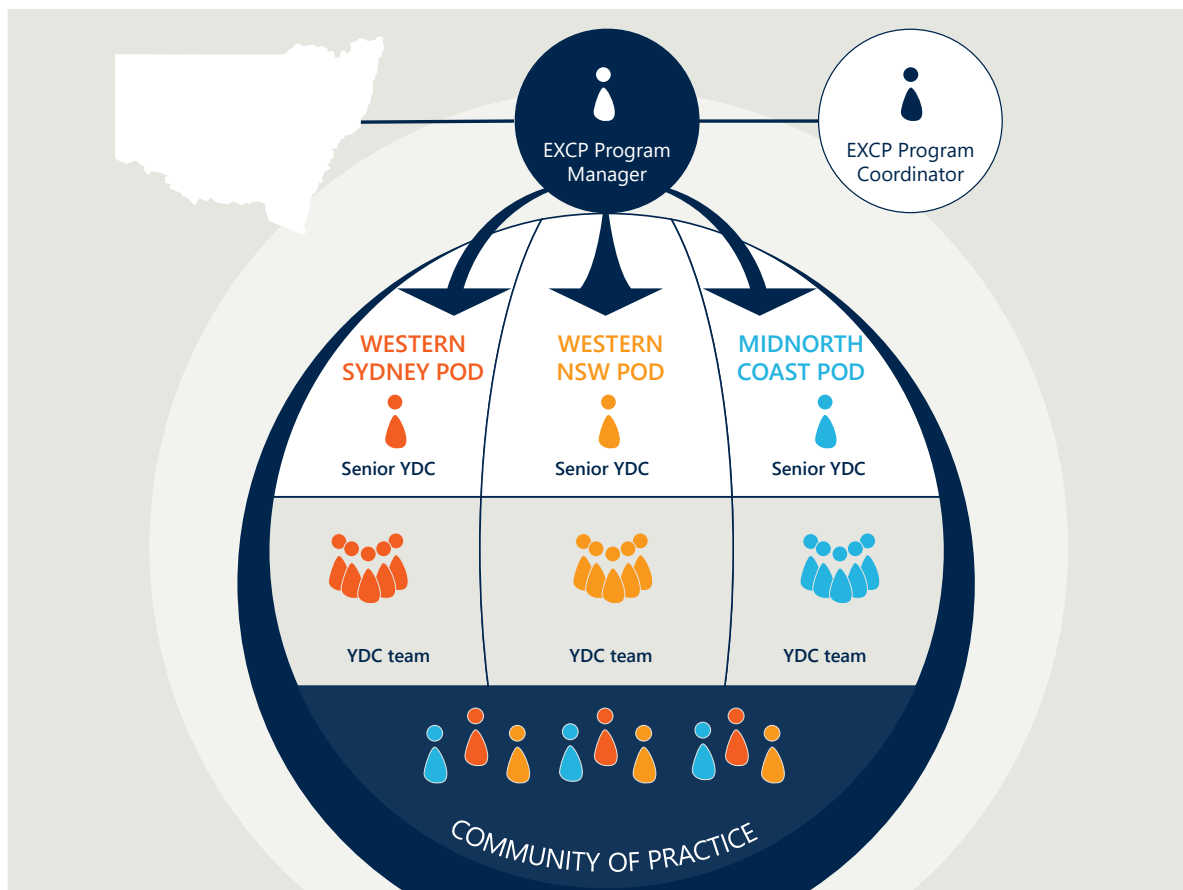 EXCP Program
Manager
EXCP Program
Coordinator
WESTERN
SYDNEY POD
WESTERN
NSW POD
MIDNORTH
COAST POD
Senior YDC
Senior YDC
Senior YDC
YDC team
YDC team
YDC team
COMMUNITY OF PRACTICE